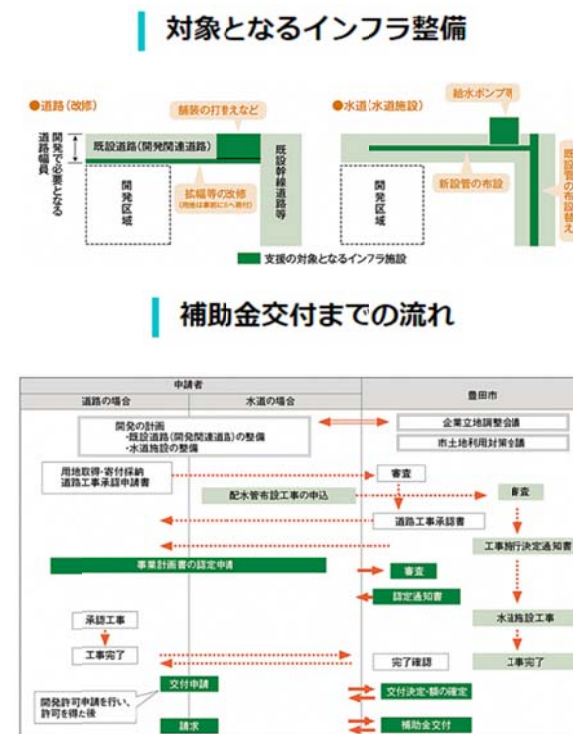 対象となるインフラ整備
●道路(改修)
舗装の打替えなど
開発で必要となる
道路幅員
既設道路(開発関連道路)
拡幅等の改修
開発
区域
既設幹線道路等
●水道(水道施設)
給水ポンプ等
新設管の布設
開発
区域
既設管の布設替え
支援の対象となるインフラ施設
補助金交付までの流れ
申請者
豊田市
道路の場合
水道の場合
開発の計画
・既設道路(開発関連道路)の整備
・水道施設の整備
企業立地調整会議
市土地利用対策会議
用地取得・寄付採納
道路工事承認申請書
審査
配水管布設工事の申込
審査
道路工事承認書
工事施行決定通知書
事業計画書の認定申請
審査
認定通知書
承認工事
水道施設工事
工事完了
完了確認
工事完了
交付申請
交付決定・額の確定
開発許可申請を行い、
許可を得た後
請求
補助金交付